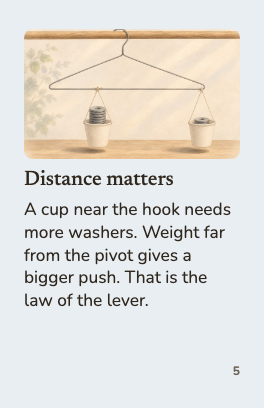 Distance matters
A cup near the hook needs
more washers. Weight far
from the pivot gives a
bigger push. That is the
law of the lever.
5